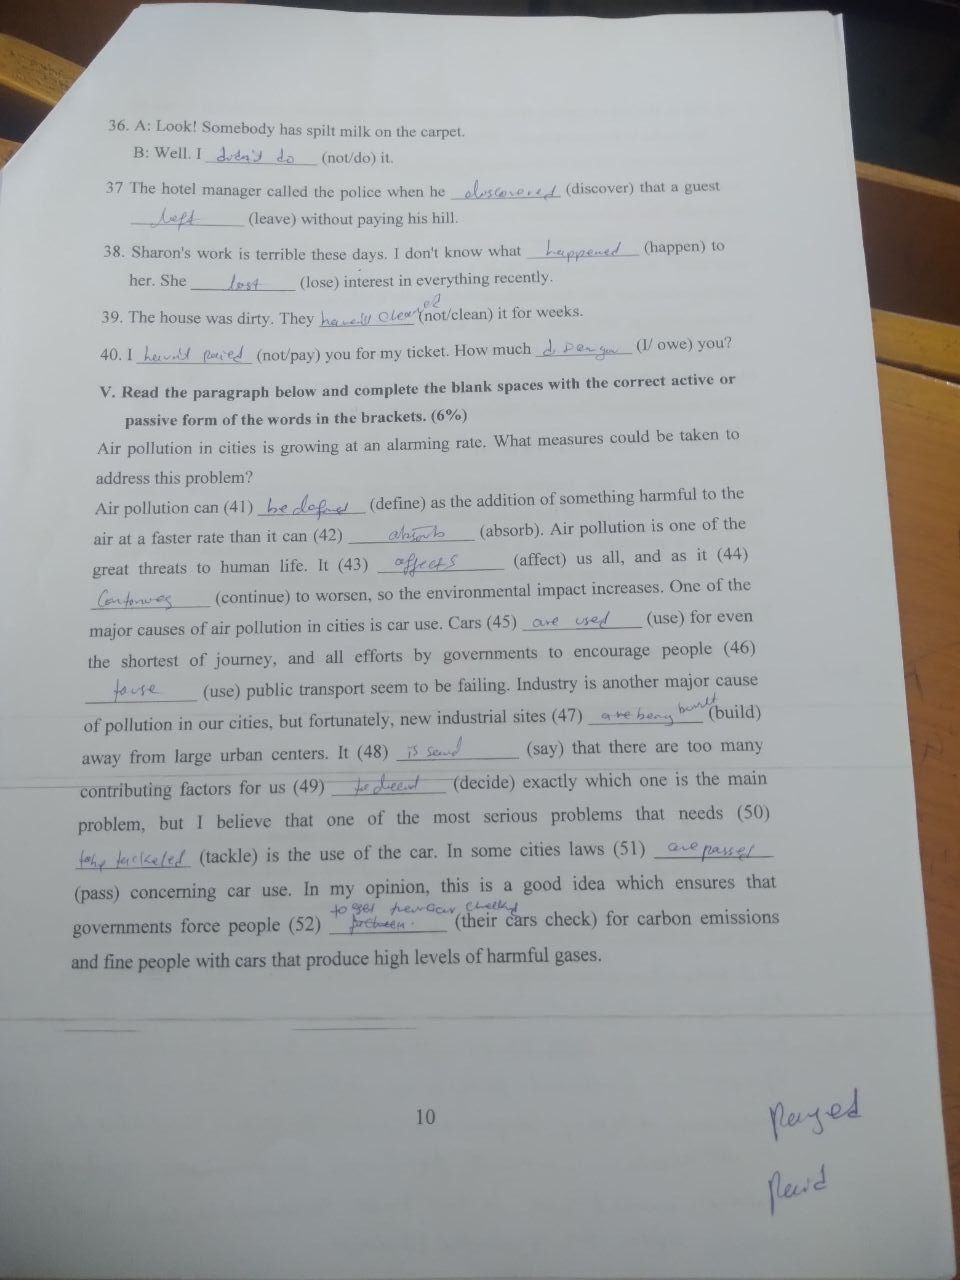 36. A: Look! Somebody has spilt milk on the carpet.
B: Well. I didn't do (not/do) it.
37 The hotel manager called the police when he discovered (discover) that a guest
left (leave) without paying his hill.
38. Sharon's work is terrible these days. I don't know what happened (happen) to
her. She lost (lose) interest in everything recently.
39. The house was dirty. They cleaned (not/clean) it for weeks.
40. I haven't paied (not/pay) you for my ticket. How much (I/ owe) you?
V. Read the paragraph below and complete the blank spaces with the correct active or
passive form of the words in the brackets. (6%)
Air pollution in cities is growing at an alarming rate. What measures could be taken to
address this problem?
Air pollution can (41) be defined (define) as the addition of something harmful to the
air at a faster rate than it can (42) absorb (absorb). Air pollution is one of the
great threats to human life. It (43) affects (affect) us all, and as it (44)
(continue) to worsen, so the environmental impact increases. One of the
major causes of air pollution in cities is car use. Cars (45) are used (use) for even
the shortest of journey, and all efforts by governments to encourage people (46)
to use (use) public transport seem to be failing. Industry is another major cause
of pollution in our cities, but fortunately, new industrial sites (47) are being built (build)
away from large urban centers. It (48) is said (say) that there are too many
contributing factors for us (49) (decide) exactly which one is the main
problem, but I believe that one of the most serious problems that needs (50)
(tackle) is the use of the car. In some cities laws (51) are passed
(pass) concerning car use. In my opinion, this is a good idea which ensures that
to get car
governments force people (52) (their cars check) for carbon emissions
and fine people with cars that produce high levels of harmful gases.
10
Payed
Paid